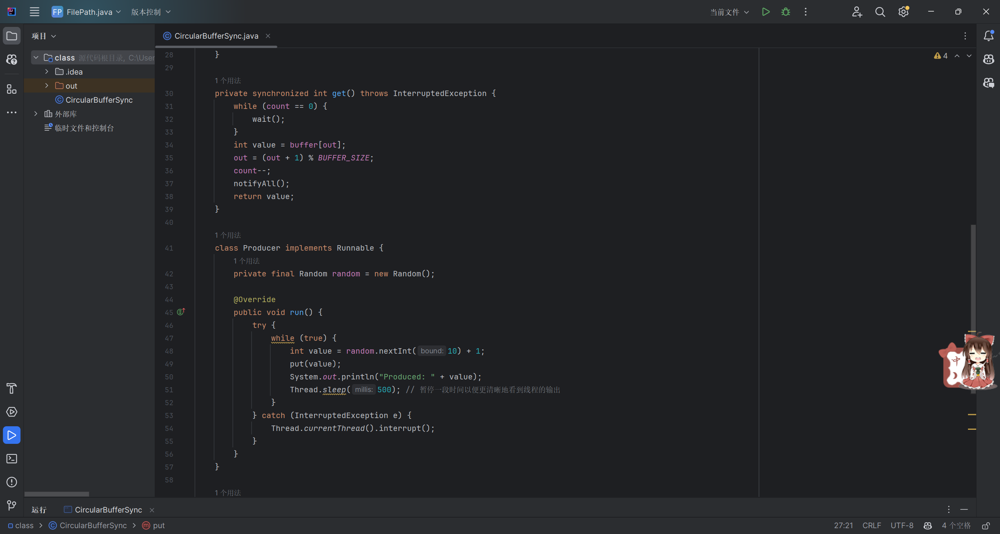 FP FilePath.java 版本控制 当前文件
项目
CircularBufferSync.java
class 源代码根目录, C:\User
.idea
out
CircularBufferSync
外部库
临时文件和控制台
4
28 }
29
1 个用法
30 private synchronized int get() throws InterruptedException {
31 while (count == 0) {
32 wait();
33 }
34 int value = buffer[out];
35 out = (out + 1) % BUFFER_SIZE;
36 count--;
37 notifyAll();
38 return value;
39 }
40
1 个用法
41 class Producer implements Runnable {
1 个用法
42 private final Random random = new Random();
43
44 @Override
45 public void run() {
46 try {
47 while (true) {
48 int value = random.nextInt( bound: 10) + 1;
49 put(value);
50 System.out.println("Produced: " + value);
51 Thread.sleep( millis: 500); // 暂停一段时间以便更清晰地看到线程的输出
52 }
53 } catch (InterruptedException e) {
54 Thread.currentThread().interrupt();
55 }
56 }
57 }
58
1 个用法
中
运行 CircularBufferSync
class CircularBufferSync put 27:21 CRLF UTF-8 4 个空格